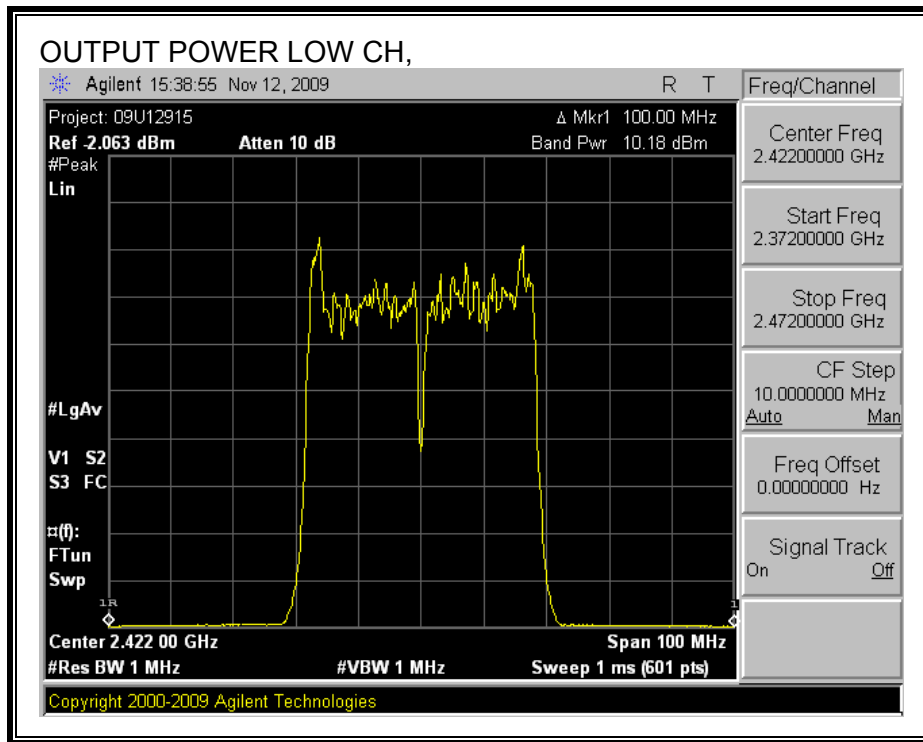 OUTPUT POWER LOW CH,
Agilent 15:38:55 Nov 12, 2009 R T
Project: 09U12915 Δ Mkr1 100.00 MHz
Ref -2.063 dBm Atten 10 dB Band Pwr 10.18 dBm
#Peak
Lin
#LgAv
V1 S2
S3 FC
¤(f):
FTun
Swp
1R
1
Center 2.422 00 GHz Span 100 MHz
#Res BW 1 MHz #VBW 1 MHz Sweep 1 ms (601 pts)
Copyright 2000-2009 Agilent Technologies
Freq/Channel
Center Freq
2.42200000 GHz
Start Freq
2.37200000 GHz
Stop Freq
2.47200000 GHz
CF Step
10.0000000 MHz
Auto Man
Freq Offset
0.00000000 Hz
Signal Track
On Off